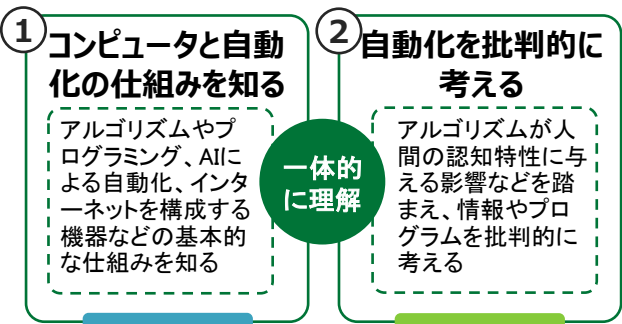 1
コンピュータと自動
化の仕組みを知る
アルゴリズムやプ
ログラミング、AIに
よる自動化、インタ
ーネットを構成する
機器などの基本的
な仕組みを知る
一体的
に理解
2
自動化を批判的に
考える
アルゴリズムが人
間の認知特性に与
える影響などを踏
まえ、情報やプロ
グラムを批判的に
考える